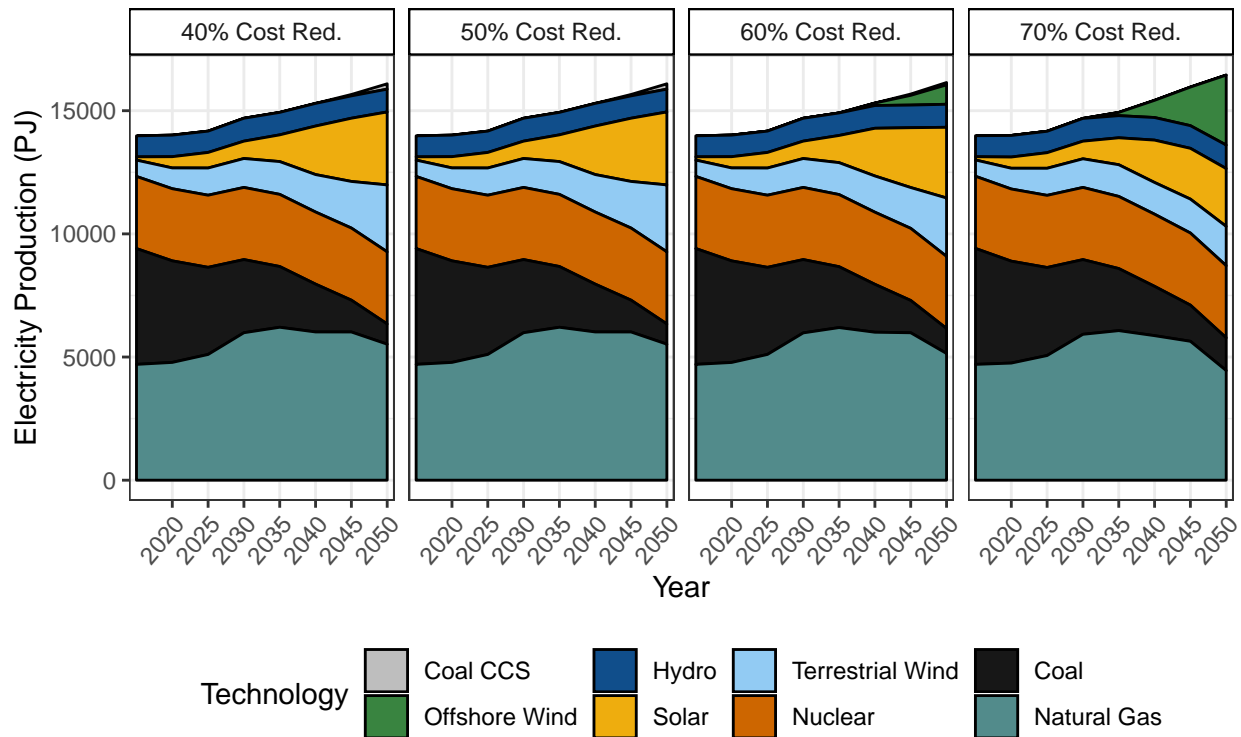 40% Cost Red. 50% Cost Red. 60% Cost Red. 70% Cost Red.
Electricity Production (PJ)
15000
10000
5000
0
2020 2025 2030 2035 2040 2045 2050 2020 2025 2030 2035 2040 2045 2050 2020 2025 2030 2035 2040 2045 2050 2020 2025 2030 2035 2040 2045 2050
Year
Technology
Coal CCS Hydro Terrestrial Wind Coal
Offshore Wind Solar Nuclear Natural Gas